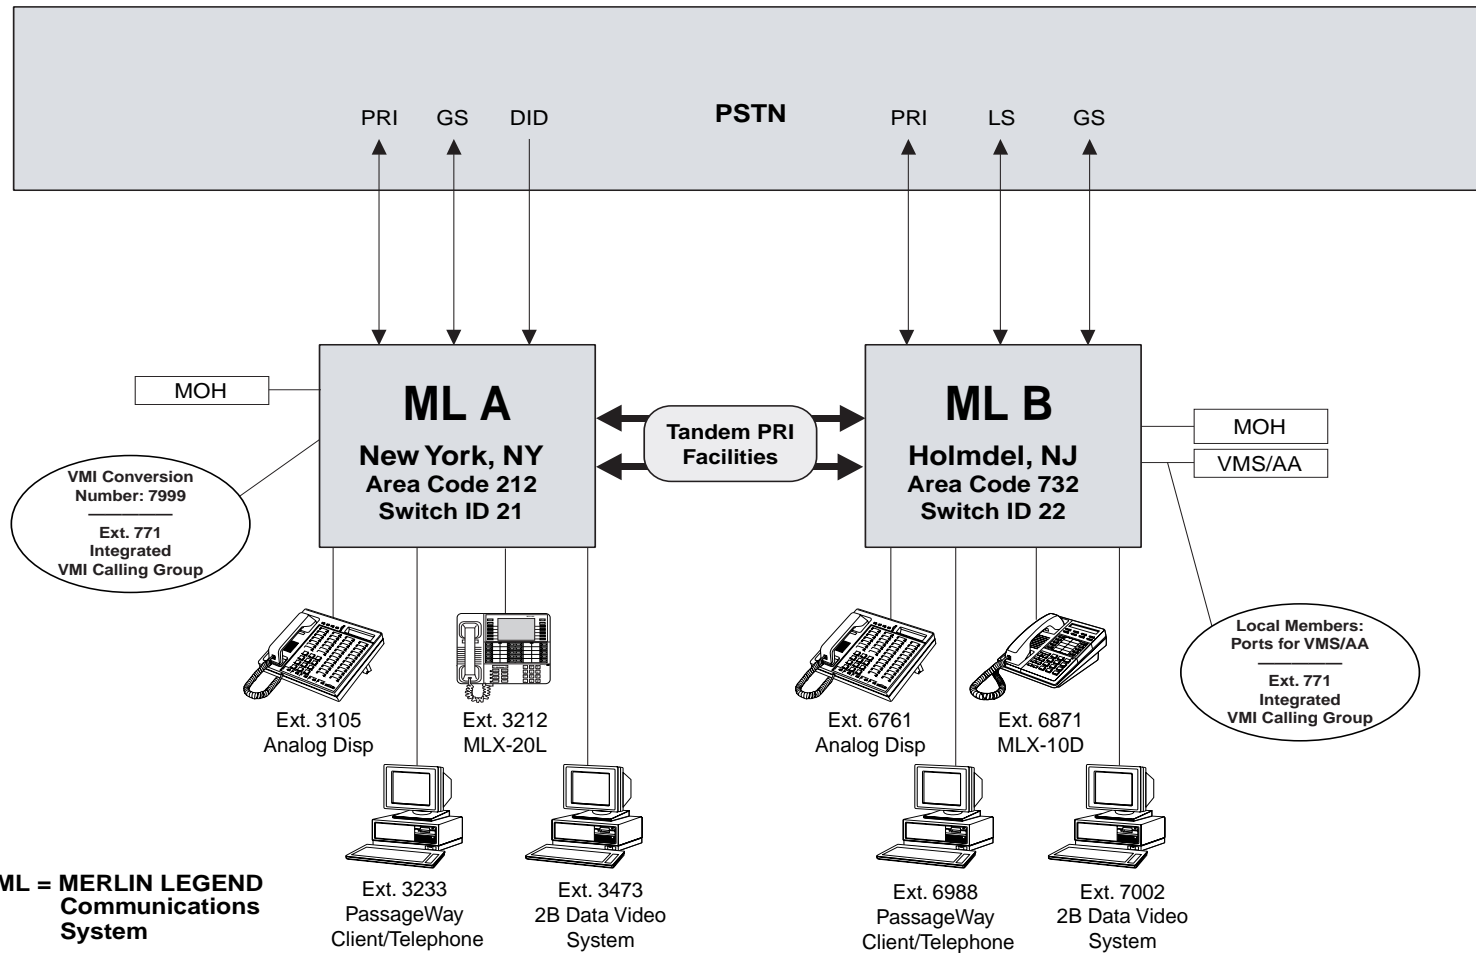 PSTN
PRI
GS
DID
PRI
LS
GS
MOH
ML A
New York, NY
Area Code 212
Switch ID 21
Tandem PRI
Facilities
ML B
Holmdel, NJ
Area Code 732
Switch ID 22
MOH
VMS/AA
VMI Conversion
Number: 7999
Ext. 771
Integrated
VMI Calling Group
Local Members:
Ports for VMS/AA
Ext. 771
Integrated
VMI Calling Group
Ext. 3105
Analog Disp
Ext. 3212
MLX-20L
Ext. 6761
Analog Disp
Ext. 6871
MLX-10D
Ext. 3233
PassageWay
Client/Telephone
Ext. 3473
2B Data Video
System
Ext. 6988
PassageWay
Client/Telephone
Ext. 7002
2B Data Video
System
ML = MERLIN LEGEND
Communications
System